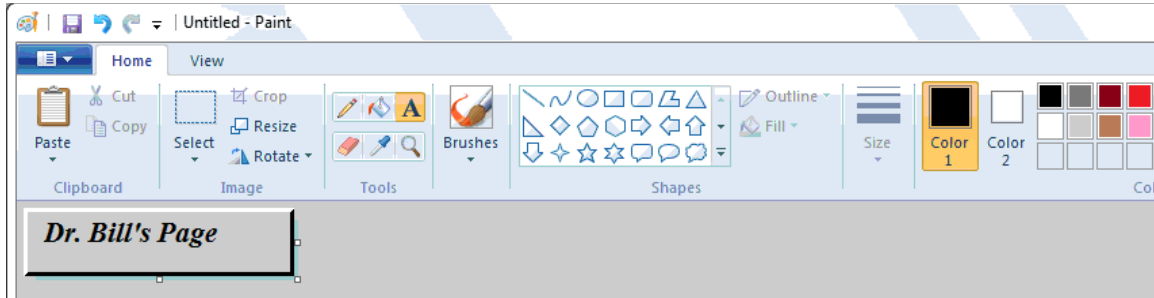 Untitled - Paint
Home View
Cut Crop Outline
Copy Resize Fill
Paste Select Rotate Brushes Size Color 1 Color 2
Clipboard Image Tools Shapes Col
A
Dr. Bill's Page